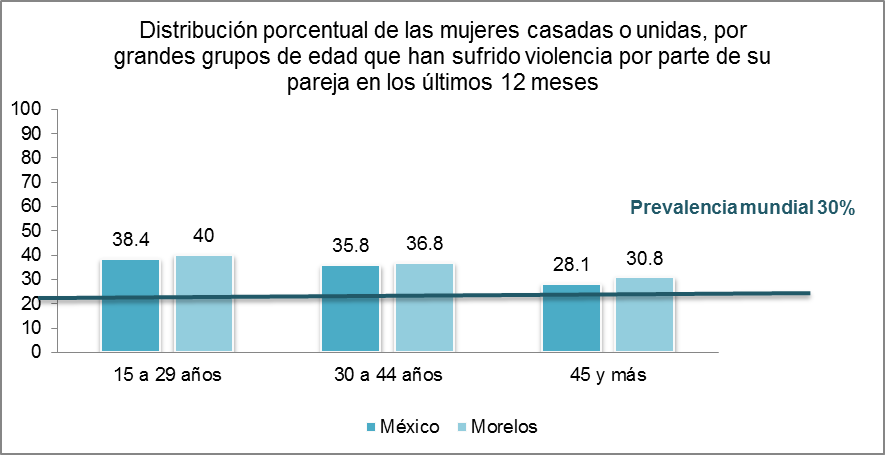 Distribución porcentual de las mujeres casadas o unidas, por
grandes grupos de edad que han sufrido violencia por parte de su
pareja en los últimos 12 meses
100
90
80
70
60
50
40
30
20
10
0
Prevalencia mundial 30%
38.4
40
35.8
36.8
28.1
30.8
15 a 29 años
30 a 44 años
45 y más
México
Morelos